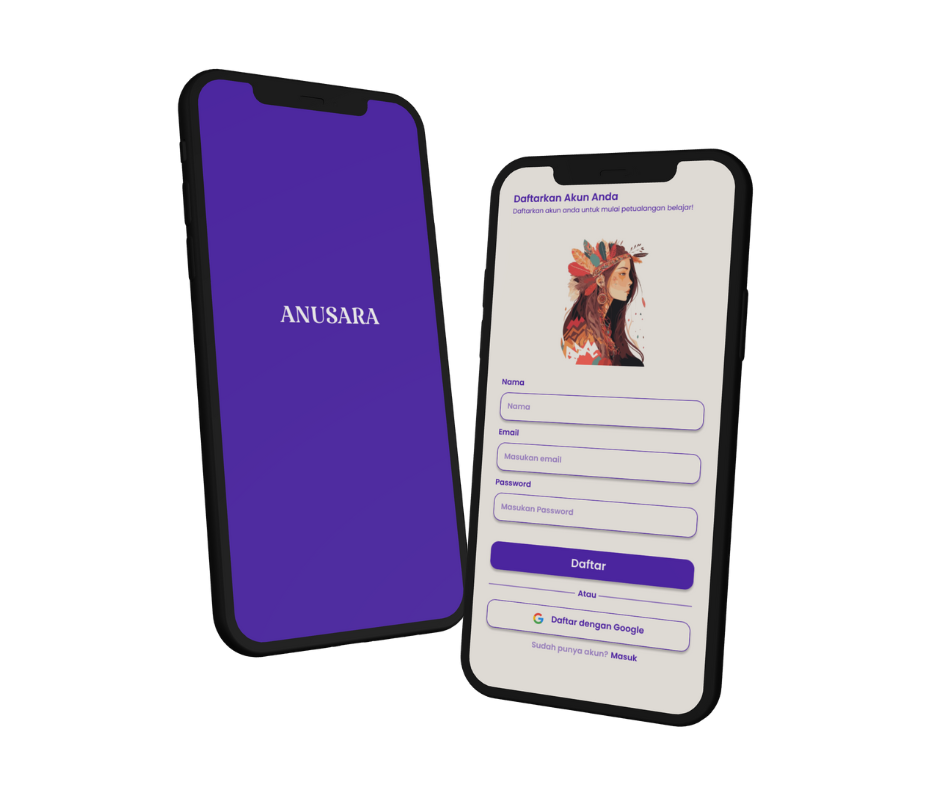 ANUSARA
Daftarkan Akun Anda
Daftarkan akun anda untuk mulai petualangan belajar!
Nama
Nama
Email
Masukan email
Password
Masukan Password
Daftar
Atau
Daftar dengan Google
Sudah punya akun? Masuk